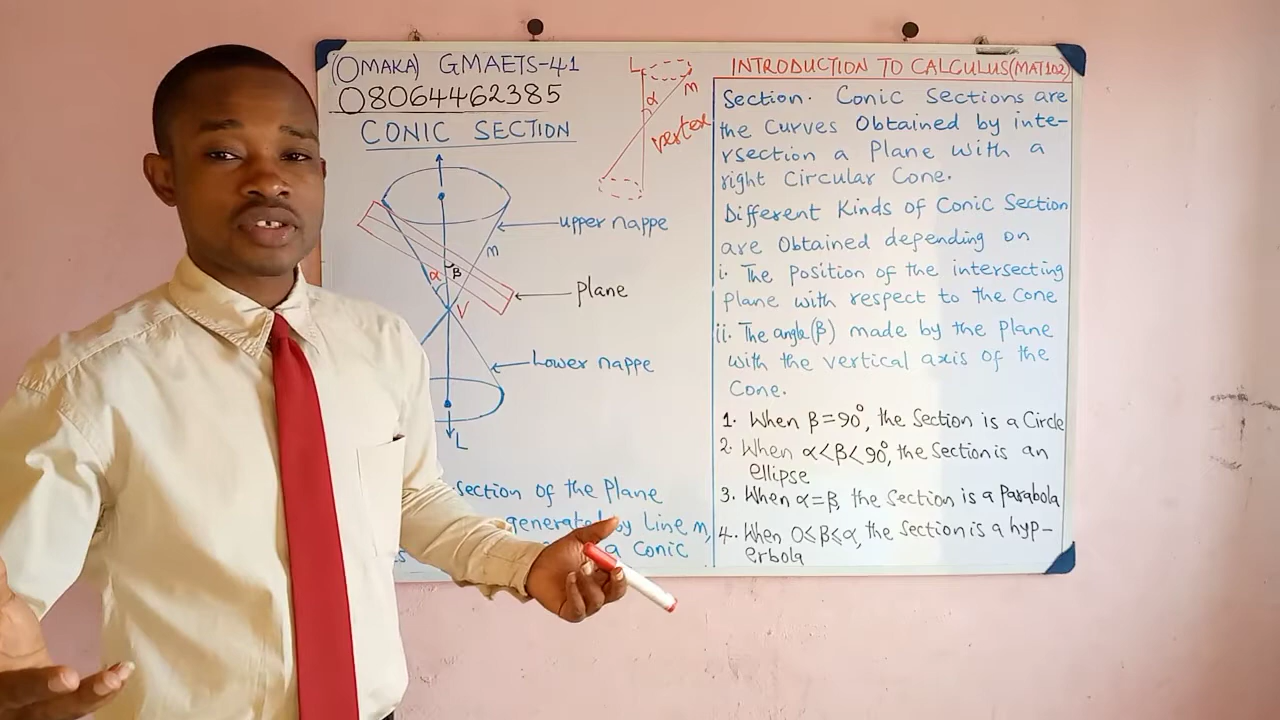 (OMAKA) GMAETS-41
08064462385
CONIC SECTION
L
m
α
vertex
upper nappe
m
α
β
plane
V
Lower nappe
L
section of the Plane
generated by Line m,
a Conic
INTRODUCTION TO CALCULUS (MAT102)
Section. Conic Sections are
the Curves Obtained by inte-
rsection a Plane with a
right Circular Cone.
Different Kinds of Conic Section
are Obtained depending on
i. The position of the intersecting
plane with respect to the Cone
ii. The angle (β) made by the plane
with the vertical axis of the
Cone.
1. When β=90°, the Section is a Circle
2. When α<β<90°, the Section is an
ellipse
3. When α=β the Section is a Parabola
4. When 0≤β≤α, the Section is a hyp-
erbola